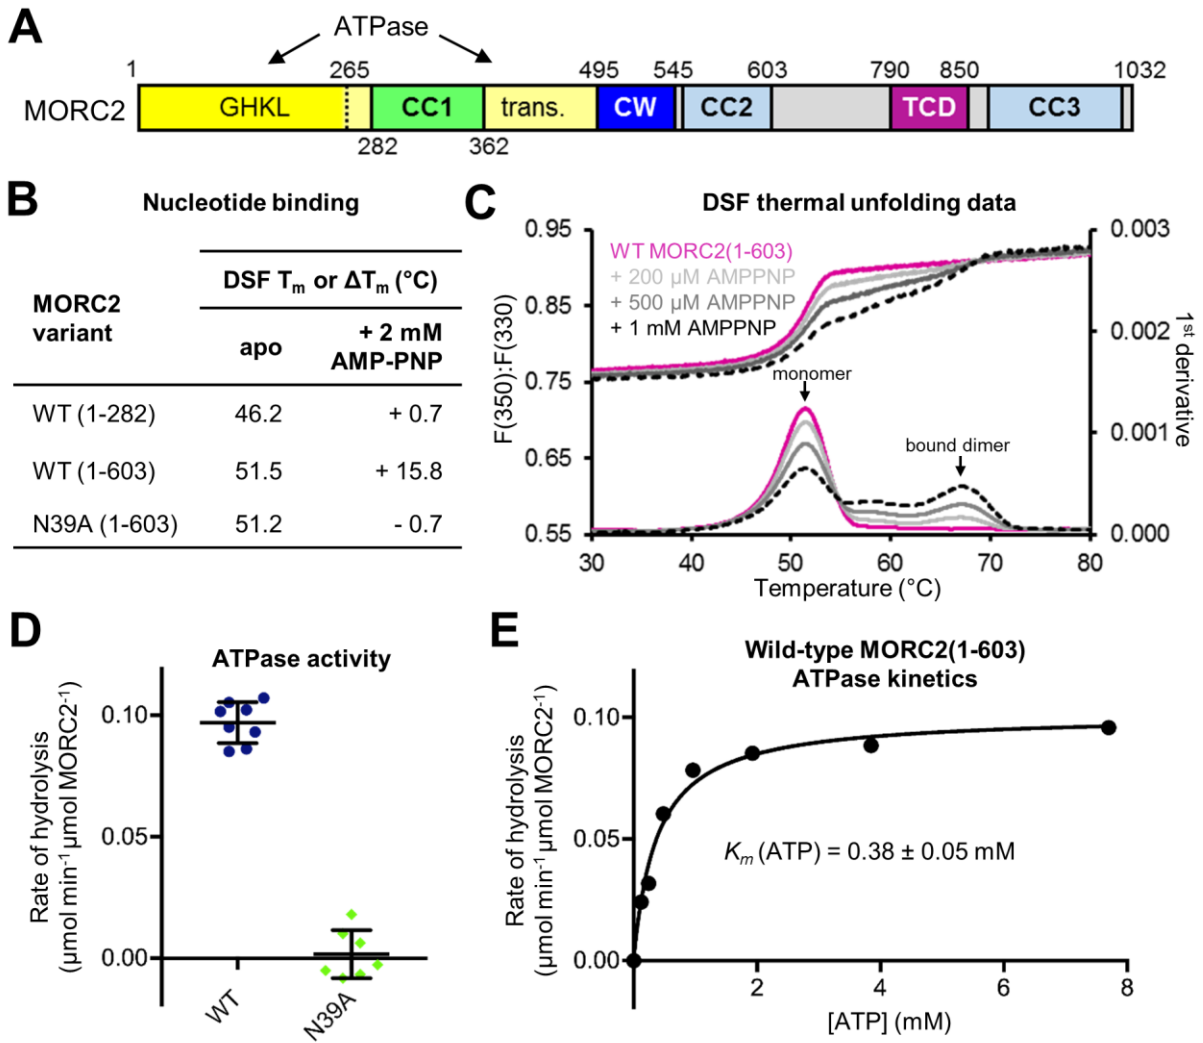 A
ATPase
1 265 495 545 603 790 850 1032
MORC2 GHKL CC1 trans. CW CC2 TCD CC3
282 362
B
Nucleotide binding
MORC2 variant
DSF Tm or ΔTm (°C)
apo
+ 2 mM
AMP-PNP
WT (1-282) 46.2 + 0.7
WT (1-603) 51.5 + 15.8
N39A (1-603) 51.2 - 0.7
C
DSF thermal unfolding data
WT MORC2(1-603)
+ 200 µM AMPPNP
+ 500 µM AMPPNP
+ 1 mM AMPPNP
monomer
bound dimer
F(350):F(330)
0.95
0.85
0.75
0.65
0.55
1st derivative
0.003
0.002
0.001
0.000
30 40 50 60 70 80
Temperature (°C)
D
ATPase activity
Rate of hydrolysis
(µmol min-1 µmol MORC2-1)
0.10
0.05
0.00
WT
N39A
E
Wild-type MORC2(1-603)
ATPase kinetics
Rate of hydrolysis
(µmol min-1 µmol MORC2-1)
0.10
0.05
0.00
Km (ATP) = 0.38 ± 0.05 mM
2 4 6 8
[ATP] (mM)